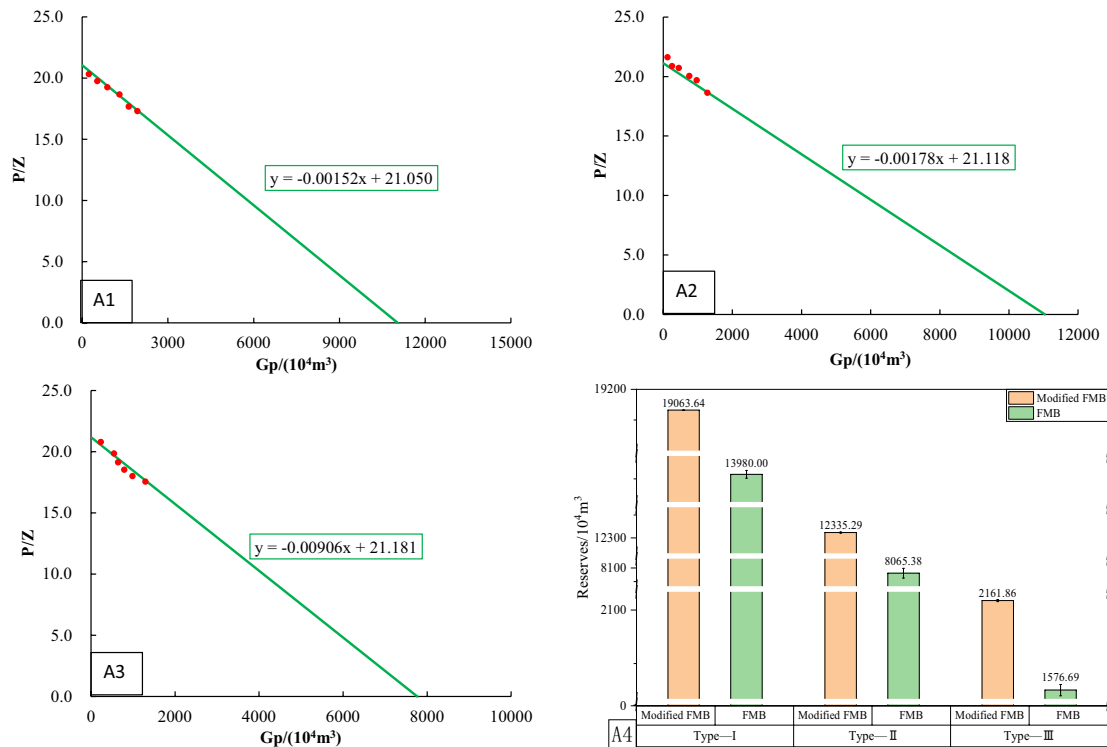 25.0
20.0
15.0
10.0
5.0
0.0
P/Z
y = -0.00152x + 21.050
A1
0 3000 6000 9000 12000 15000
Gp/(10⁴m³)
25.0
20.0
15.0
10.0
5.0
0.0
P/Z
y = -0.00178x + 21.118
A2
0 2000 4000 6000 8000 10000 12000
Gp/(10⁴m³)
25.0
20.0
15.0
10.0
5.0
0.0
P/Z
y = -0.00906x + 21.181
A3
0 2000 4000 6000 8000 10000
Gp/(10⁴m³)
19200
12300
8100
2100
0
Reserves/10⁴m³
Modified FMB
FMB
19063.64
13980.00
12335.29
8065.38
2161.86
1576.69
Modified FMB FMB Modified FMB FMB Modified FMB FMB
A4 Type—Ⅰ Type—Ⅱ Type—Ⅲ